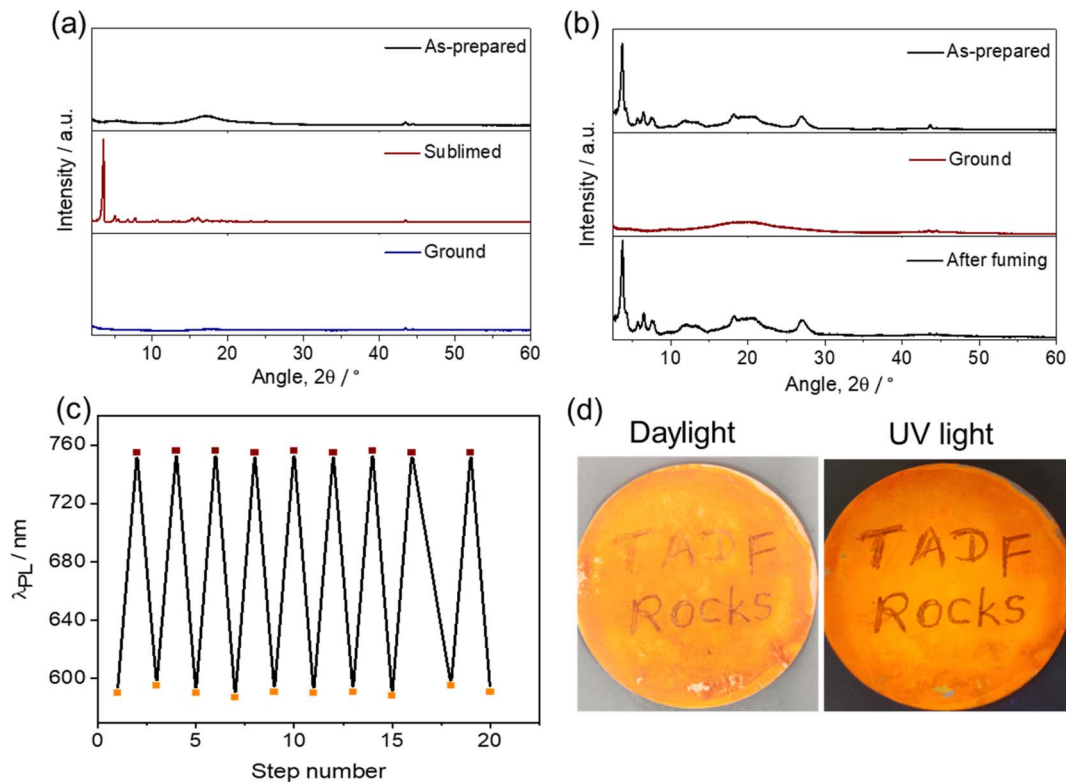 (a)
As-prepared
Sublimed
Ground
Intensity / a.u.
10 20 30 40 50 60
Angle, 2θ / °
(b)
As-prepared
Ground
After fuming
Intensity / a.u.
10 20 30 40 50 60
Angle, 2θ / °
(c)
760
720
680
640
600
λPL / nm
0 5 10 15 20
Step number
(d)
Daylight UV light
TADF
ROCKS
TADF
ROCKS